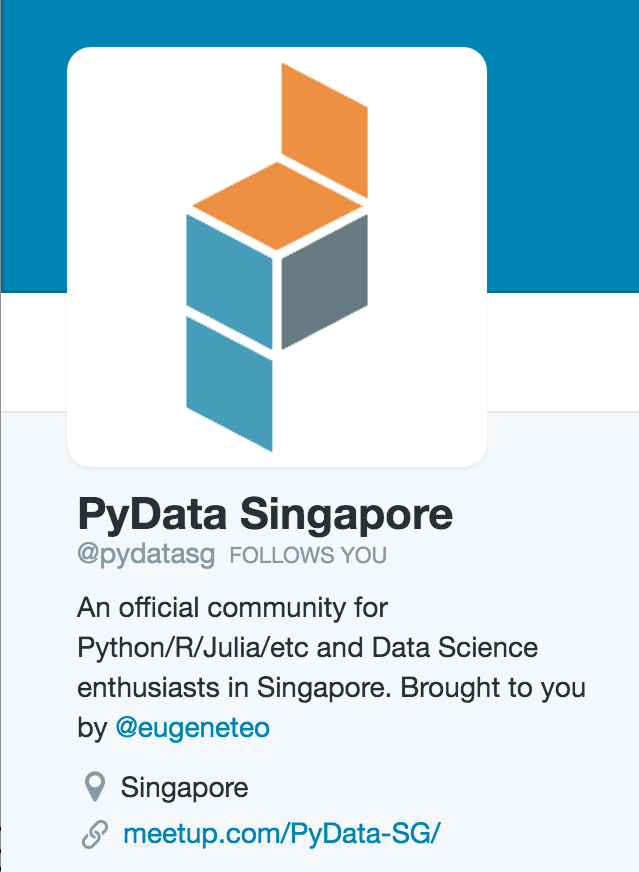 PyData Singapore
@pydatasg FOLLOWS YOU
An official community for
Python/R/Julia/etc and Data Science
enthusiasts in Singapore. Brought to you
by @eugeneteo
Singapore
meetup.com/PyData-SG/